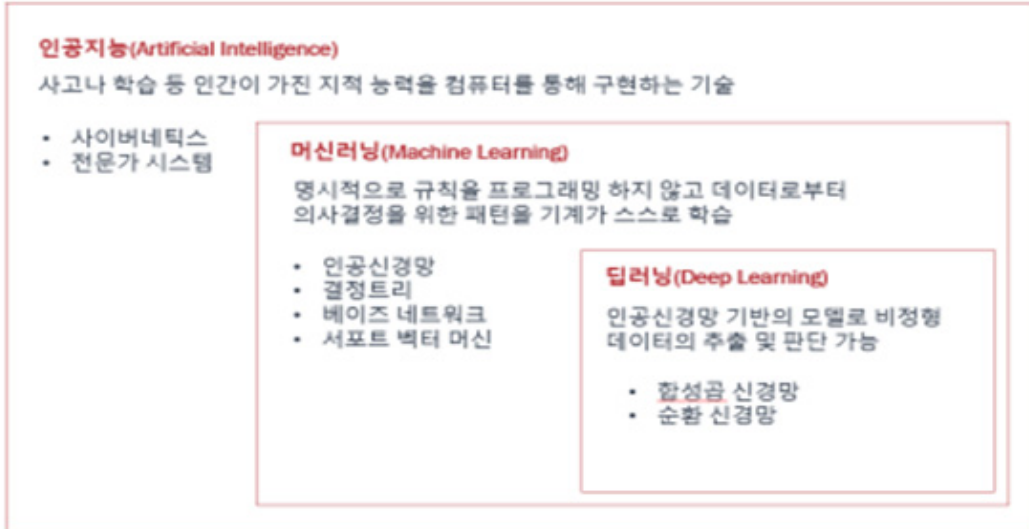 인공지능(Artificial Intelligence)
사고나 학습 등 인간이 가진 지적 능력을 컴퓨터를 통해 구현하는 기술
• 사이버네틱스
• 전문가 시스템
머신러닝(Machine Learning)
명시적으로 규칙을 프로그래밍 하지 않고 데이터로부터
의사결정을 위한 패턴을 기계가 스스로 학습
• 인공신경망
• 결정트리
• 베이즈 네트워크
• 서포트 벡터 머신
딥러닝(Deep Learning)
인공신경망 기반의 모델로 비정형
데이터의 추출 및 판단 가능
• 합성곱 신경망
• 순환 신경망